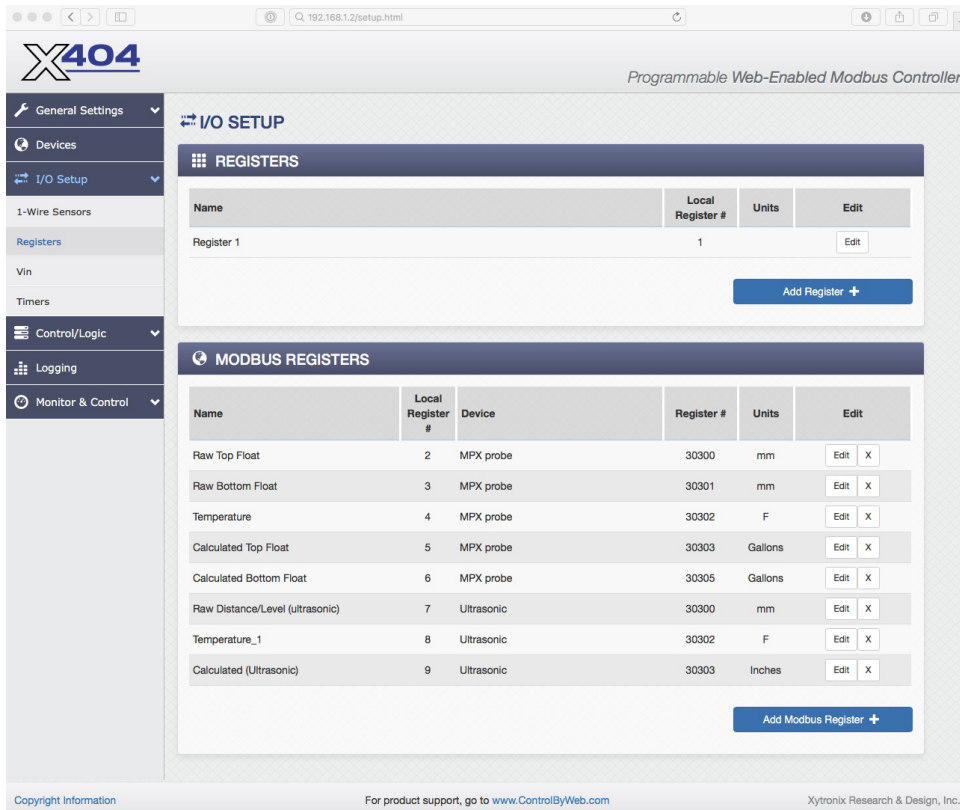 192.168.1.2/setup.html
X404
Programmable Web-Enabled Modbus Controller
General Settings
Devices
I/O Setup
1-Wire Sensors
Registers
Vin
Timers
Control/Logic
Logging
Monitor & Control
I/O SETUP
REGISTERS
Name Local Register # Units Edit
Register 1 1 Edit
Add Register +
MODBUS REGISTERS
Name Local Register # Device Register # Units Edit
Raw Top Float 2 MPX probe 30300 mm Edit X
Raw Bottom Float 3 MPX probe 30301 mm Edit X
Temperature 4 MPX probe 30302 F Edit X
Calculated Top Float 5 MPX probe 30303 Gallons Edit X
Calculated Bottom Float 6 MPX probe 30305 Gallons Edit X
Raw Distance/Level (ultrasonic) 7 Ultrasonic 30300 mm Edit X
Temperature_1 8 Ultrasonic 30302 F Edit X
Calculated (Ultrasonic) 9 Ultrasonic 30303 Inches Edit X
Add Modbus Register +
Copyright Information
For product support, go to www.ControlByWeb.com
Xytronix Research & Design, Inc.